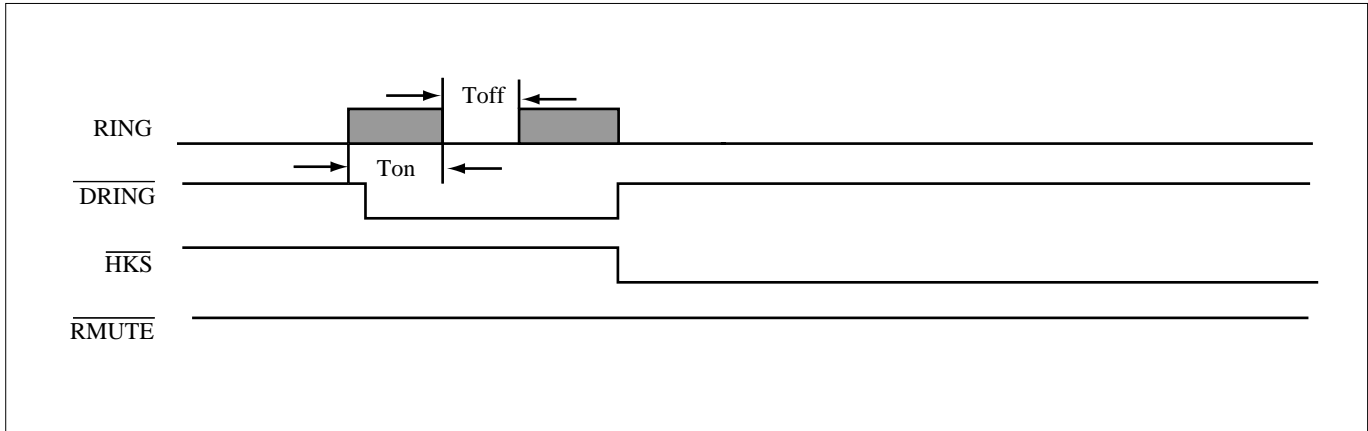 Toff
RING
Ton
DRING
HKS
RMUTE